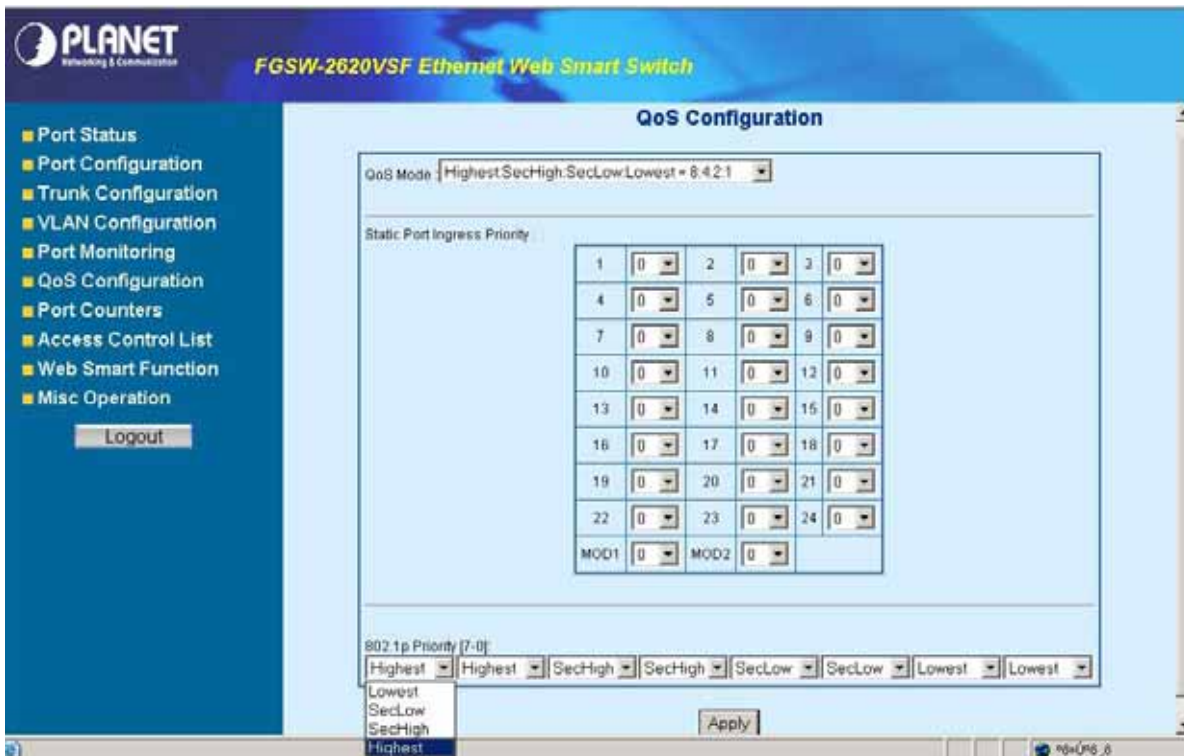 PLANET
Networking & Communication
FGSW-2620VSF Ethernet Web Smart Switch
Port Status
Port Configuration
Trunk Configuration
VLAN Configuration
Port Monitoring
QoS Configuration
Port Counters
Access Control List
Web Smart Function
Misc Operation
Logout
QoS Configuration
QoS Mode : Highest:SecHigh:SecLow:Lowest = 8:4:2:1
Static Port Ingress Priority :
1 0 2 0 3 0
4 0 5 0 6 0
7 0 8 0 9 0
10 0 11 0 12 0
13 0 14 0 15 0
16 0 17 0 18 0
19 0 20 0 21 0
22 0 23 0 24 0
MOD1 0 MOD2 0
802.1p Priority [7-0]:
Highest Highest SecHigh SecHigh SecLow SecLow Lowest Lowest
Lowest
SecLow
SecHigh
Highest
Apply